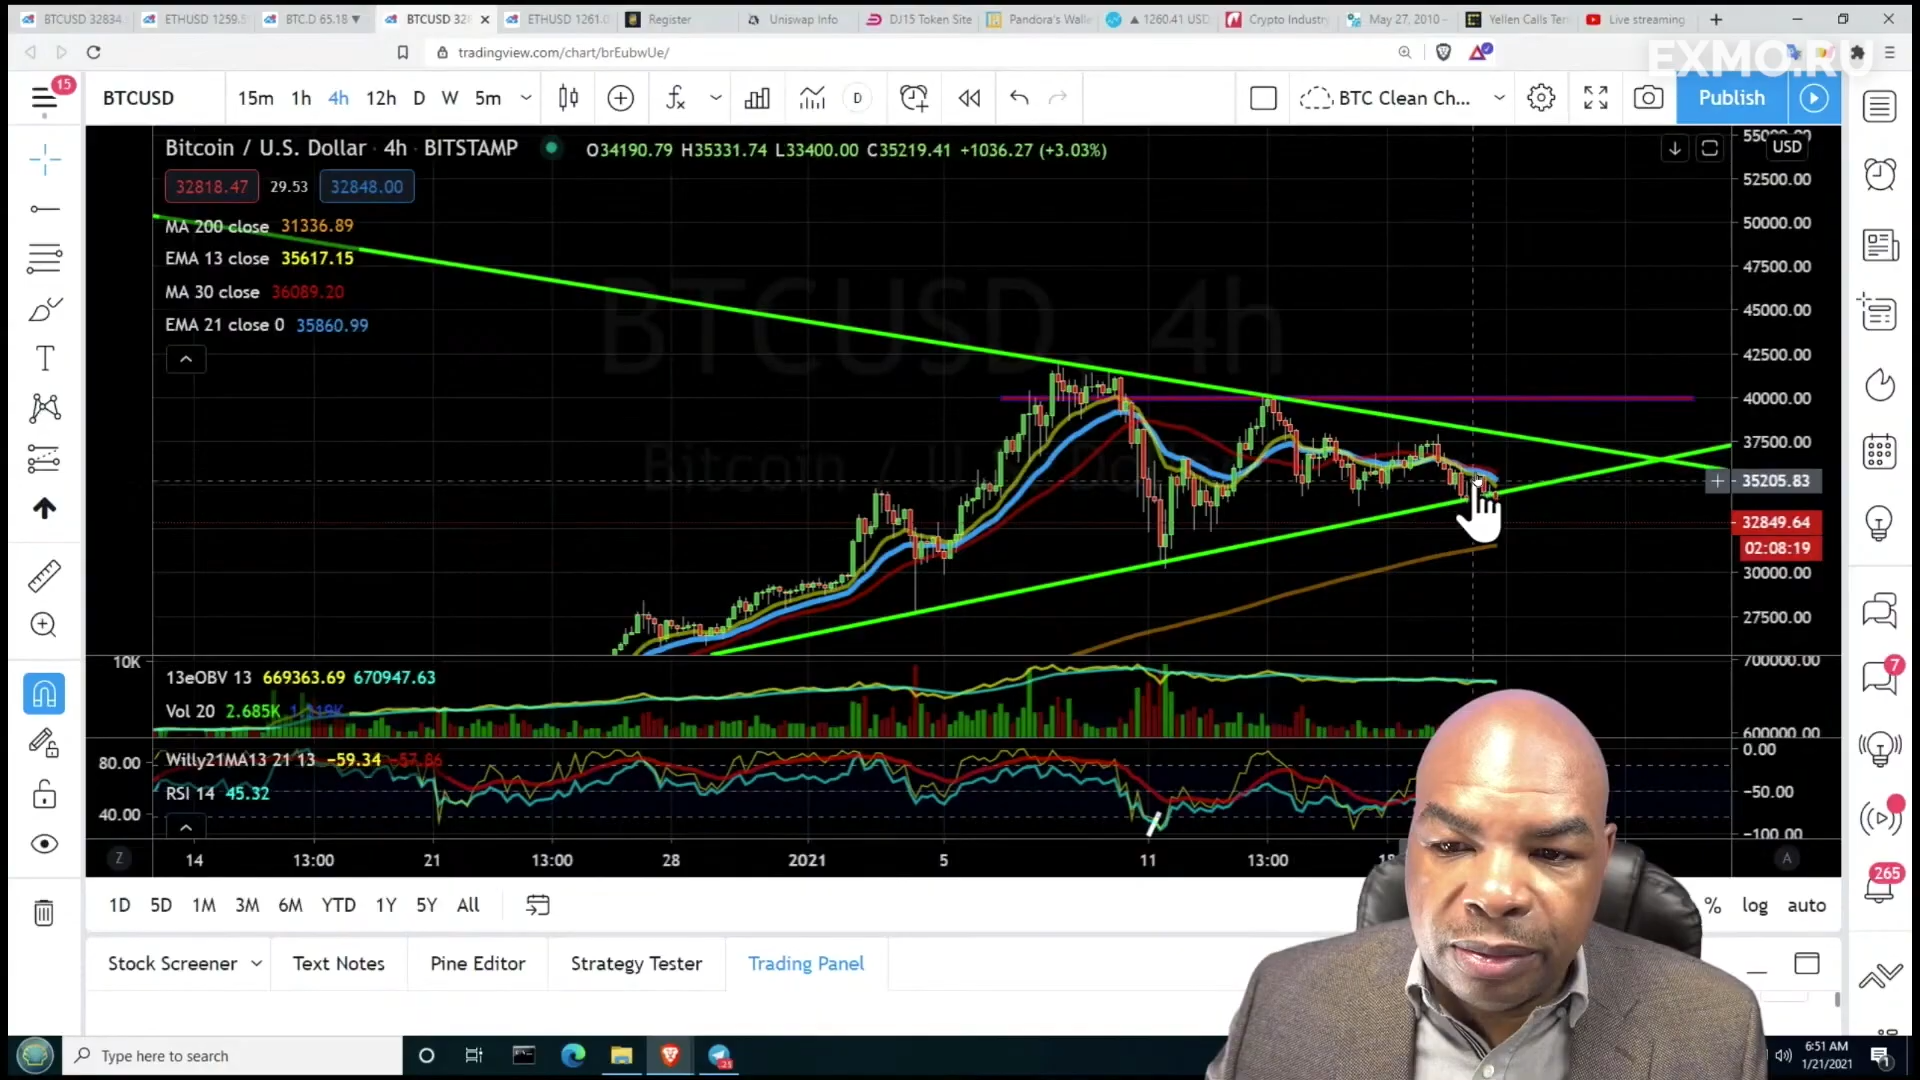 BTCUSD 32834
ETHUSD 1259.5
BTC.D 65.18 ▼
BTCUSD 328
ETHUSD 1261.0
Register
Uniswap Info
DJ15 Token Site
Pandora's Walle
▲ 1260.41 USD
Crypto Industry
May 27, 2010 -
Yellen Calls Ter
Live streaming
tradingview.com/chart/brEubwUe/
EXMO.RU
15
BTCUSD
15m 1h 4h 12h D W 5m
D
BTC Clean Ch...
Publish
Bitcoin / U.S. Dollar · 4h · BITSTAMP
O34190.79 H35331.74 L33400.00 C35219.41 +1036.27 (+3.03%)
USD
32818.47 29.53 32848.00
MA 200 close 31336.89
EMA 13 close 35617.15
MA 30 close 36089.20
EMA 21 close 0 35860.99
BTCUSD 4h
55000.00
52500.00
50000.00
47500.00
45000.00
42500.00
40000.00
37500.00
35205.83
32849.64
02:08:19
30000.00
27500.00
10K
13eOBV 13 669363.69 670947.63
700000.00
Vol 20 2.685K
600000.00
Willy21MA13 21 13 −59.34 −57.86
RSI 14 45.32
80.00
40.00
0.00
−50.00
−100.00
Z 14 13:00 21 13:00 28 2021 5 11 13:00 A
1D 5D 1M 3M 6M YTD 1Y 5Y All
% log auto
Stock Screener Text Notes Pine Editor Strategy Tester Trading Panel
7
265
Type here to search
6:51 AM
1/21/2021